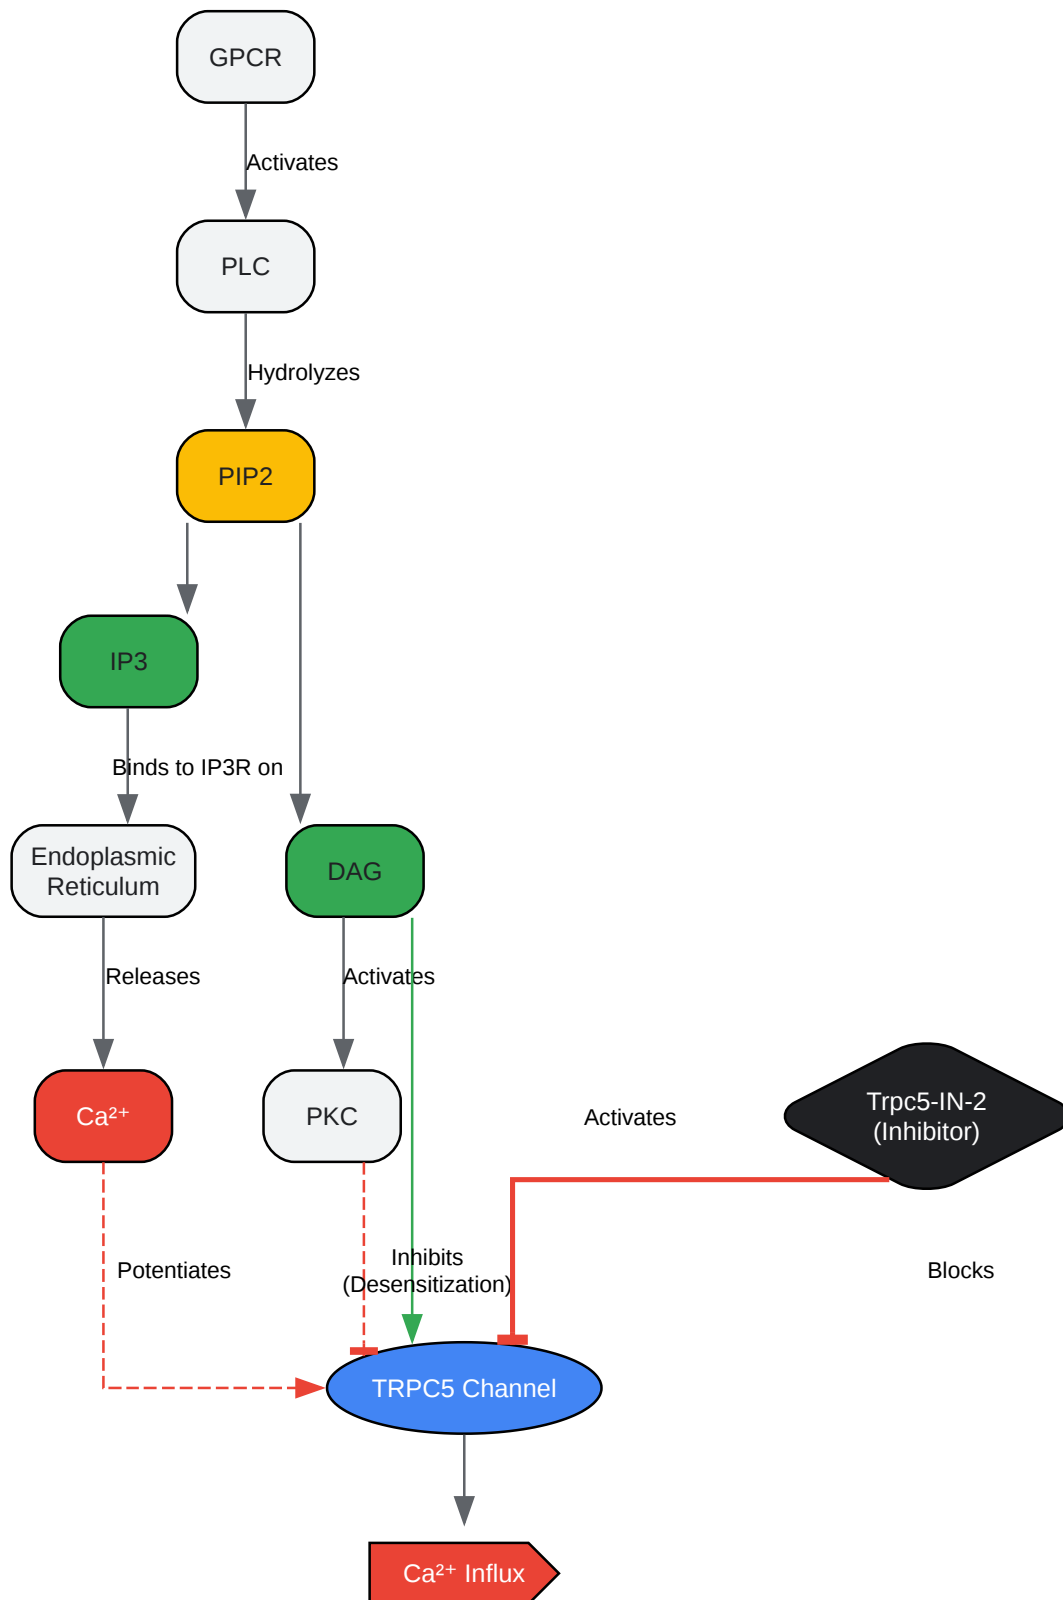 GPCR
Activates
PLC
Hydrolyzes
PIP2
IP3
Binds to IP3R on
Endoplasmic
Reticulum
DAG
Releases
Activates
Ca²⁺
PKC
Activates
Trpc5-IN-2
(Inhibitor)
Potentiates
Inhibits
(Desensitization)
Blocks
TRPC5 Channel
Ca²⁺ Influx